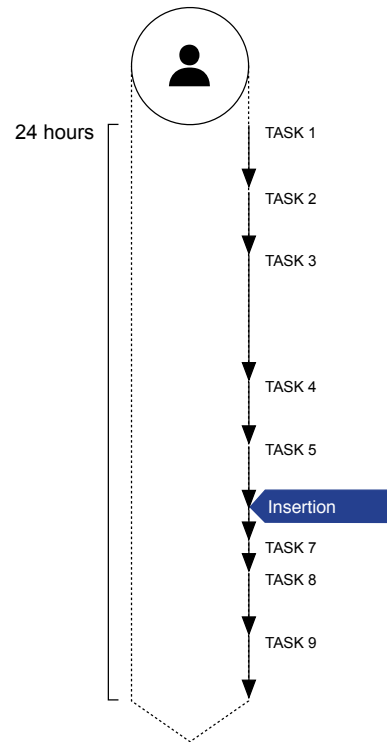 24 hours
TASK 1
TASK 2
TASK 3
TASK 4
TASK 5
Insertion
TASK 7
TASK 8
TASK 9